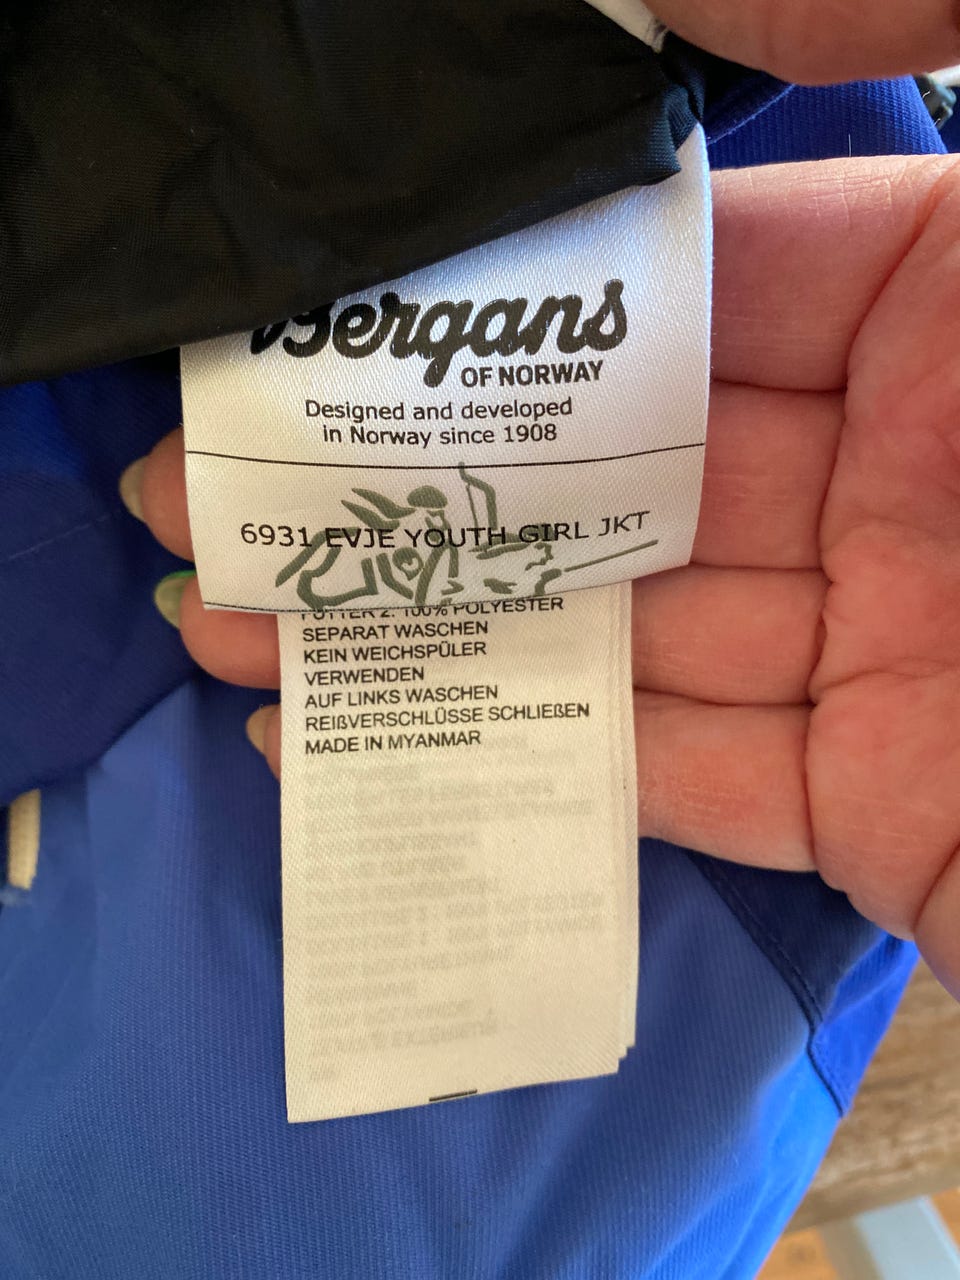 Bergans
OF NORWAY
Designed and developed
in Norway since 1908
6931 EVJE YOUTH GIRL JKT
FUTTER 2: 100% POLYESTER
SEPARAT WASCHEN
KEIN WEICHSPÜLER
VERWENDEN
AUF LINKS WASCHEN
REIßVERSCHLÜSSE SCHLIEßEN
MADE IN MYANMAR